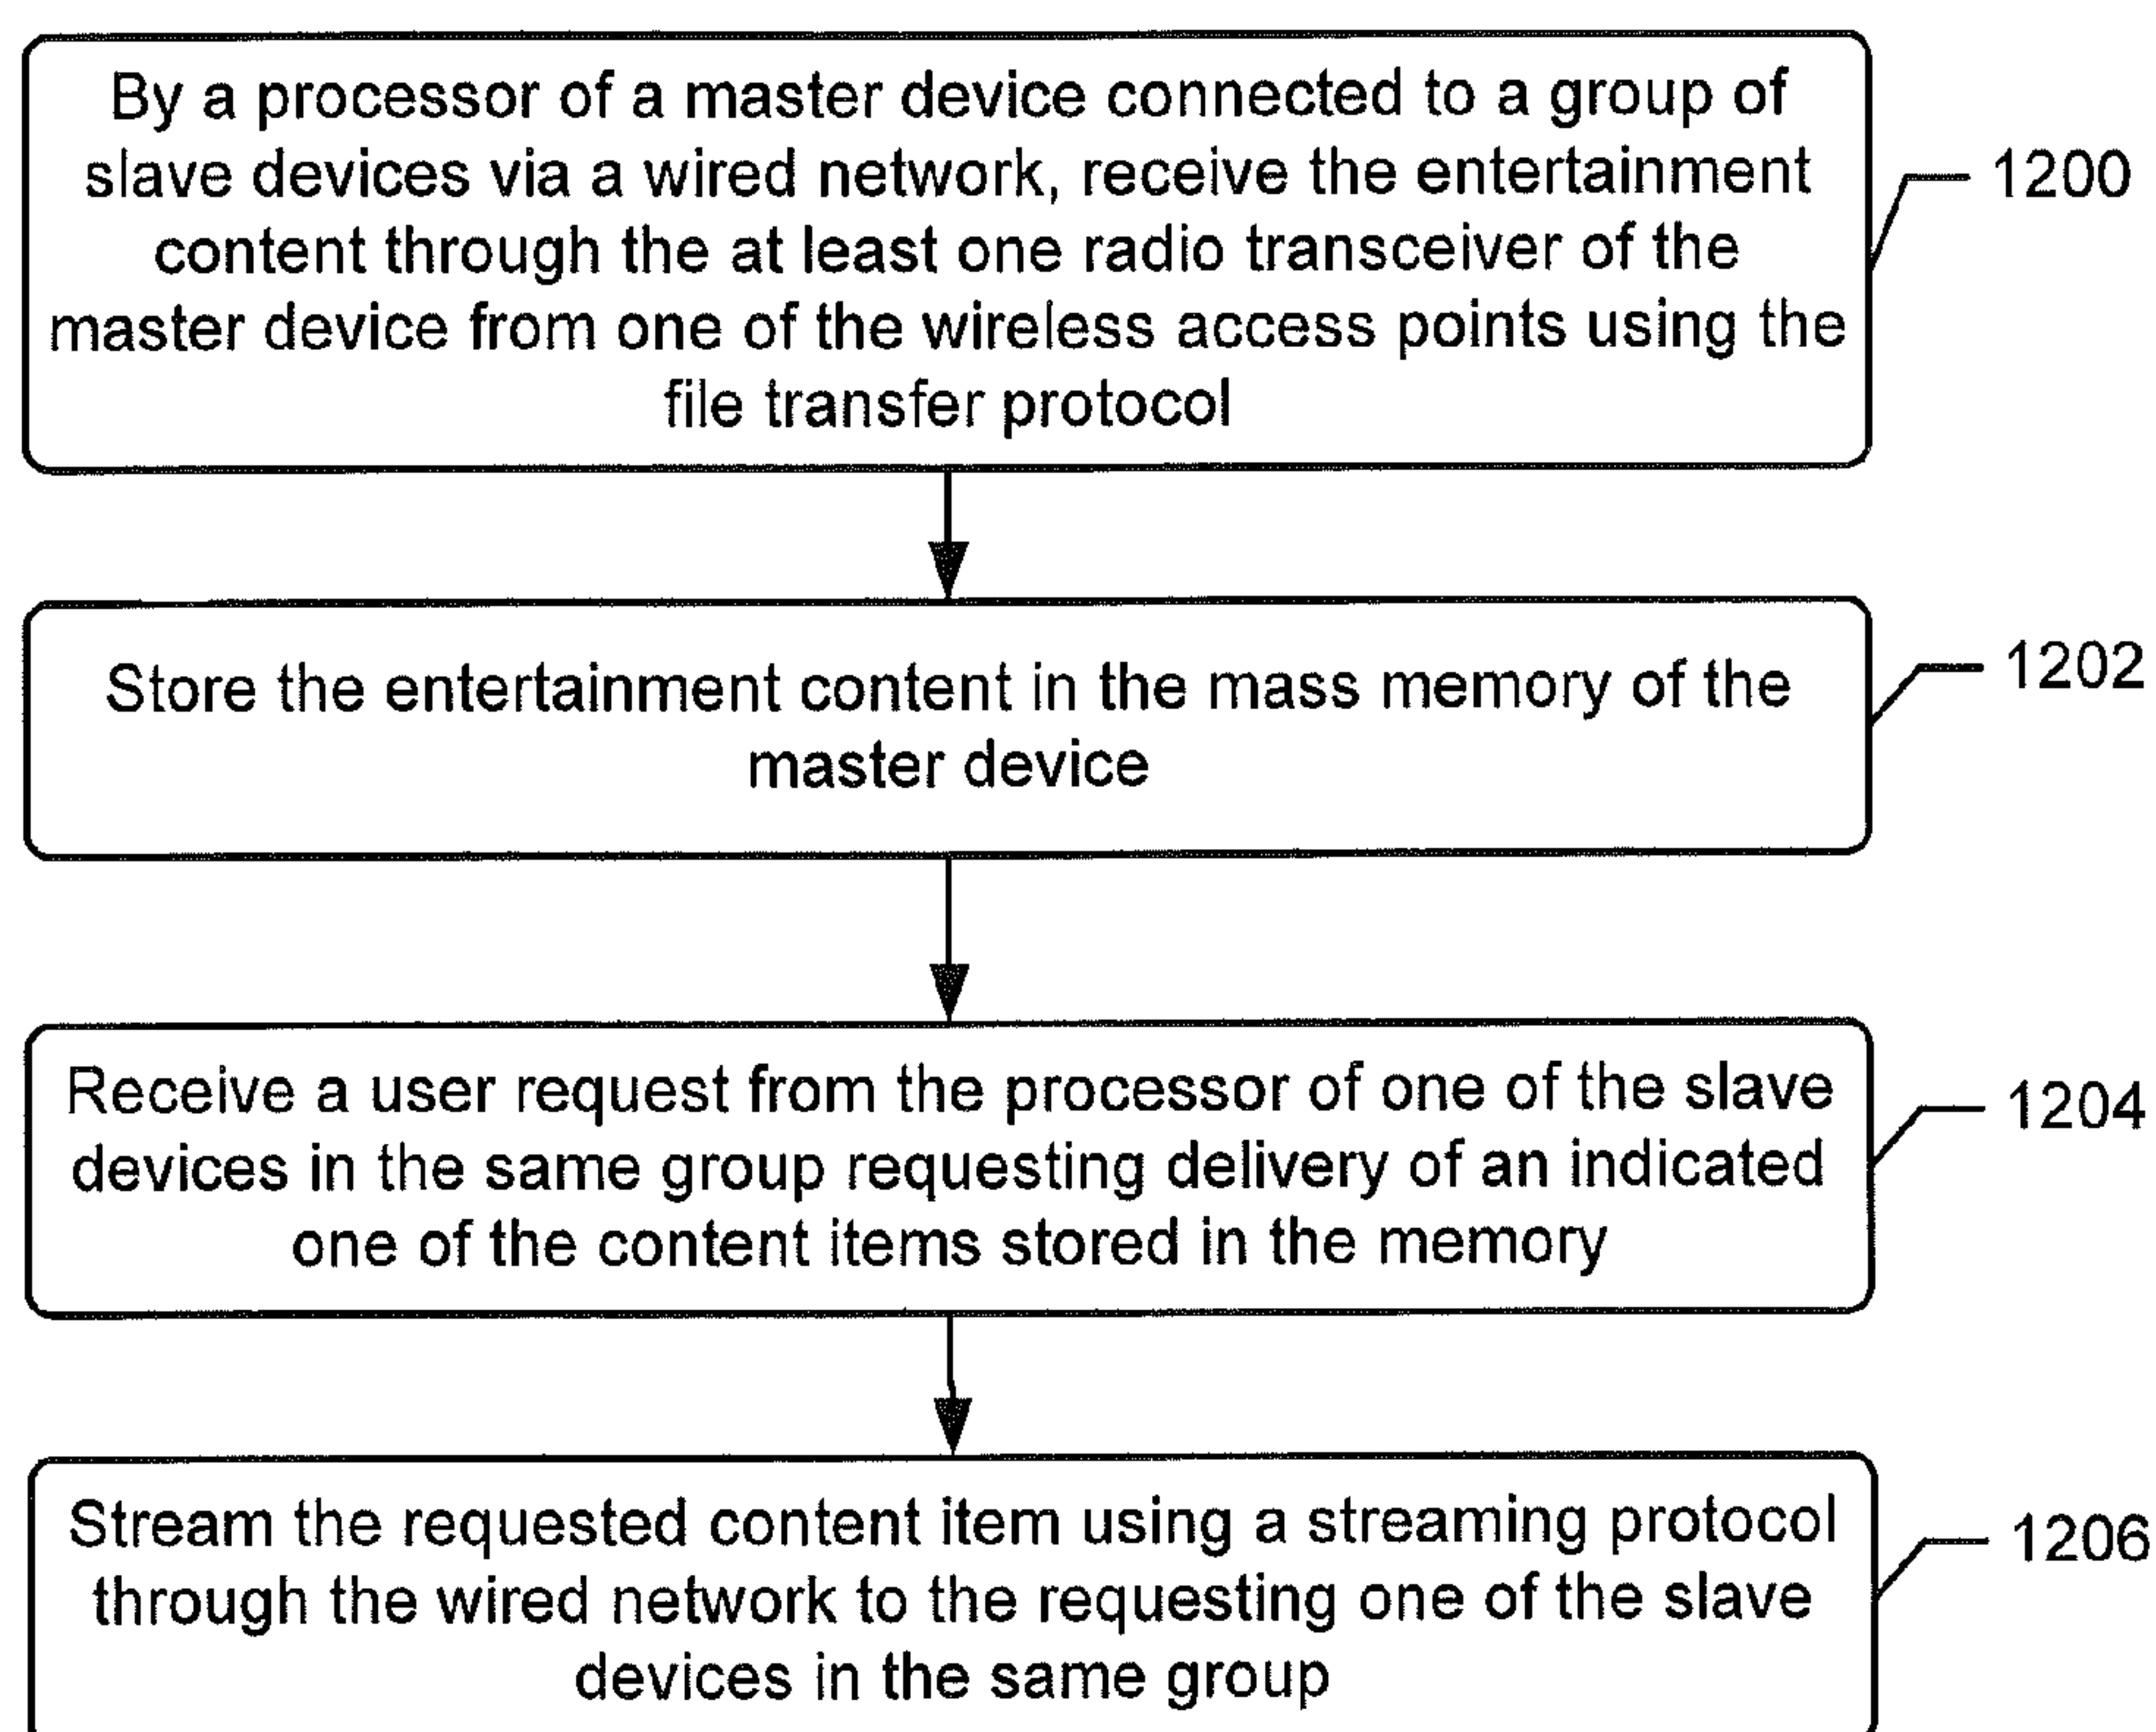 By a processor of a master device connected to a group of
slave devices via a wired network, receive the entertainment
content through the at least one radio transceiver of the
master device from one of the wireless access points using the
file transfer protocol
1200
Store the entertainment content in the mass memory of the
master device
1202
Receive a user request from the processor of one of the slave
devices in the same group requesting delivery of an indicated
one of the content items stored in the memory
1204
Stream the requested content item using a streaming protocol
through the wired network to the requesting one of the slave
devices in the same group
1206